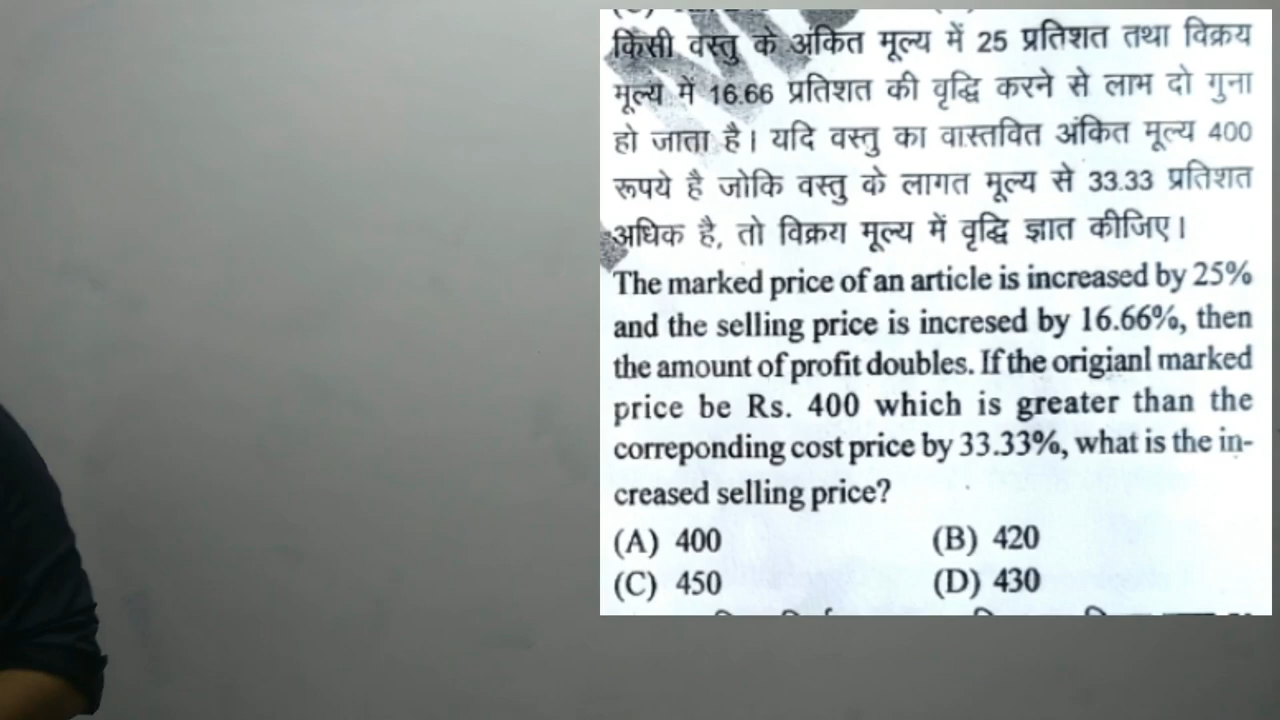 किसी वस्तु के अंकित मूल्य में 25 प्रतिशत तथा विक्रय
मूल्य में 16.66 प्रतिशत की वृद्धि करने से लाभ दो गुना
हो जाता है। यदि वस्तु का वास्तवित अंकित मूल्य 400
रूपये है जोकि वस्तु के लागत मूल्य से 33.33 प्रतिशत
अधिक है, तो विक्रय मूल्य में वृद्धि ज्ञात कीजिए।
The marked price of an article is increased by 25%
and the selling price is incresed by 16.66%, then
the amount of profit doubles. If the origianl marked
price be Rs. 400 which is greater than the
correponding cost price by 33.33%, what is the in-
creased selling price?
(A) 400 (B) 420
(C) 450 (D) 430